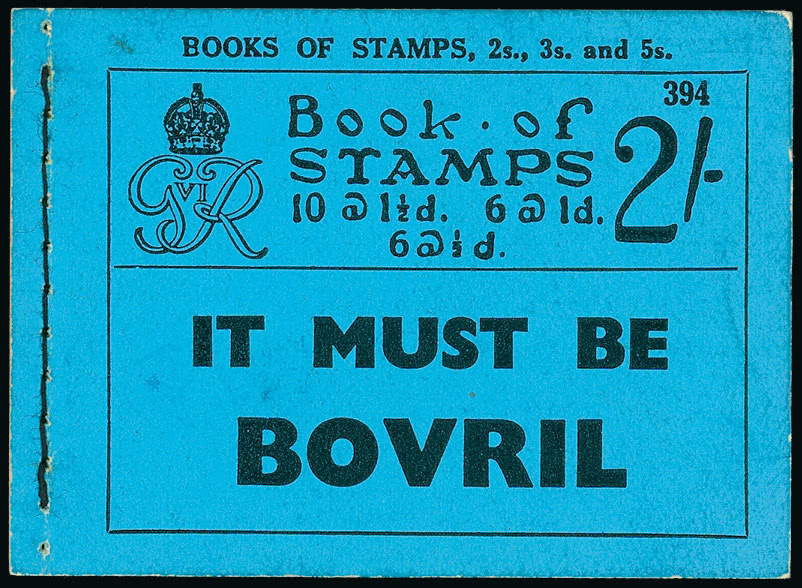 BOOKS OF STAMPS, 2s., 3s. and 5s.
394
GVIR
Book · of
STAMPS
2/-
10 @ 1½d. 6 @ 1d.
6 @ ½d.
IT MUST BE
BOVRIL